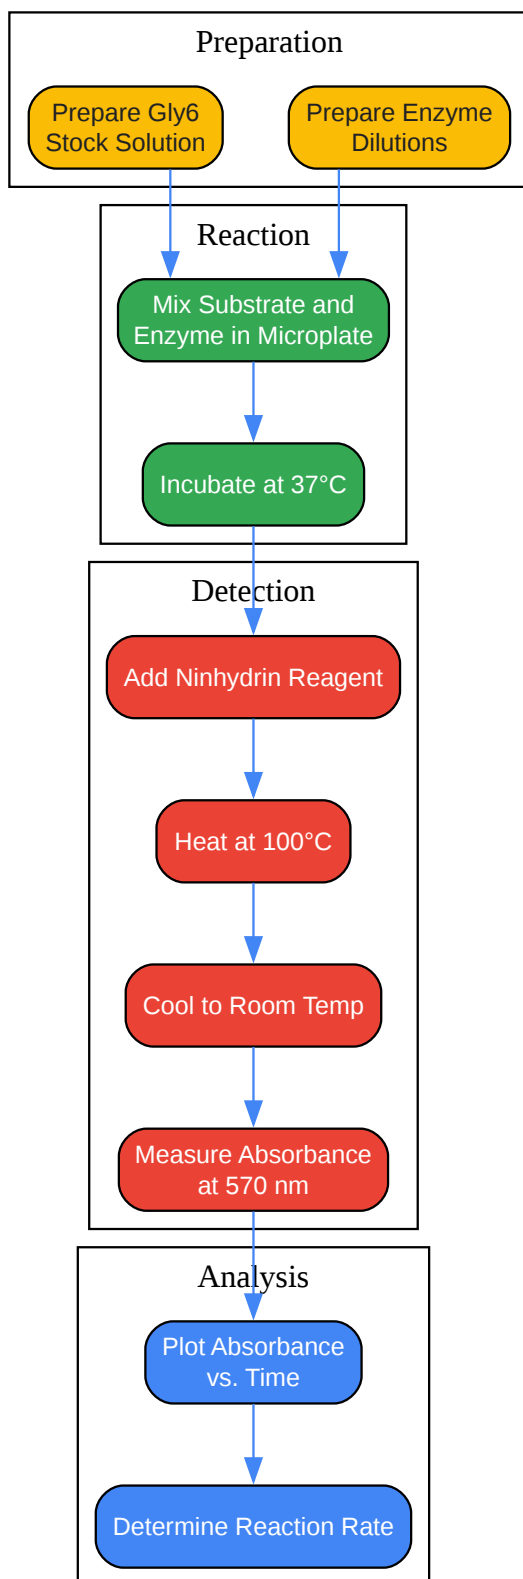 Preparation
Prepare Gly6
Stock Solution
Prepare Enzyme
Dilutions
Reaction
Mix Substrate and
Enzyme in Microplate
Incubate at 37°C
Detection
Add Ninhydrin Reagent
Heat at 100°C
Cool to Room Temp
Measure Absorbance
at 570 nm
Analysis
Plot Absorbance
vs. Time
Determine Reaction Rate